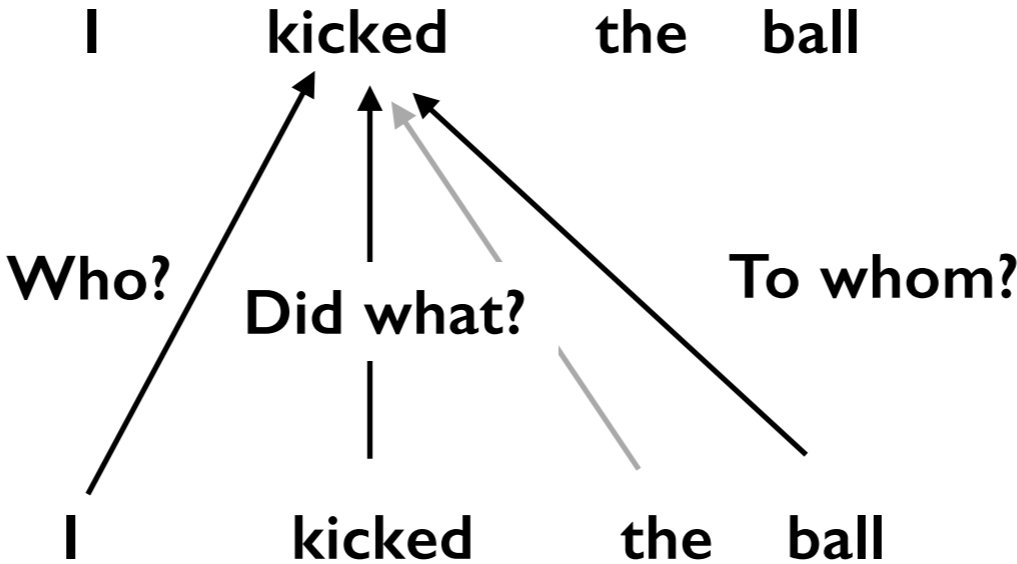 I kicked the ball
Who?
Did what?
To whom?
I kicked the ball